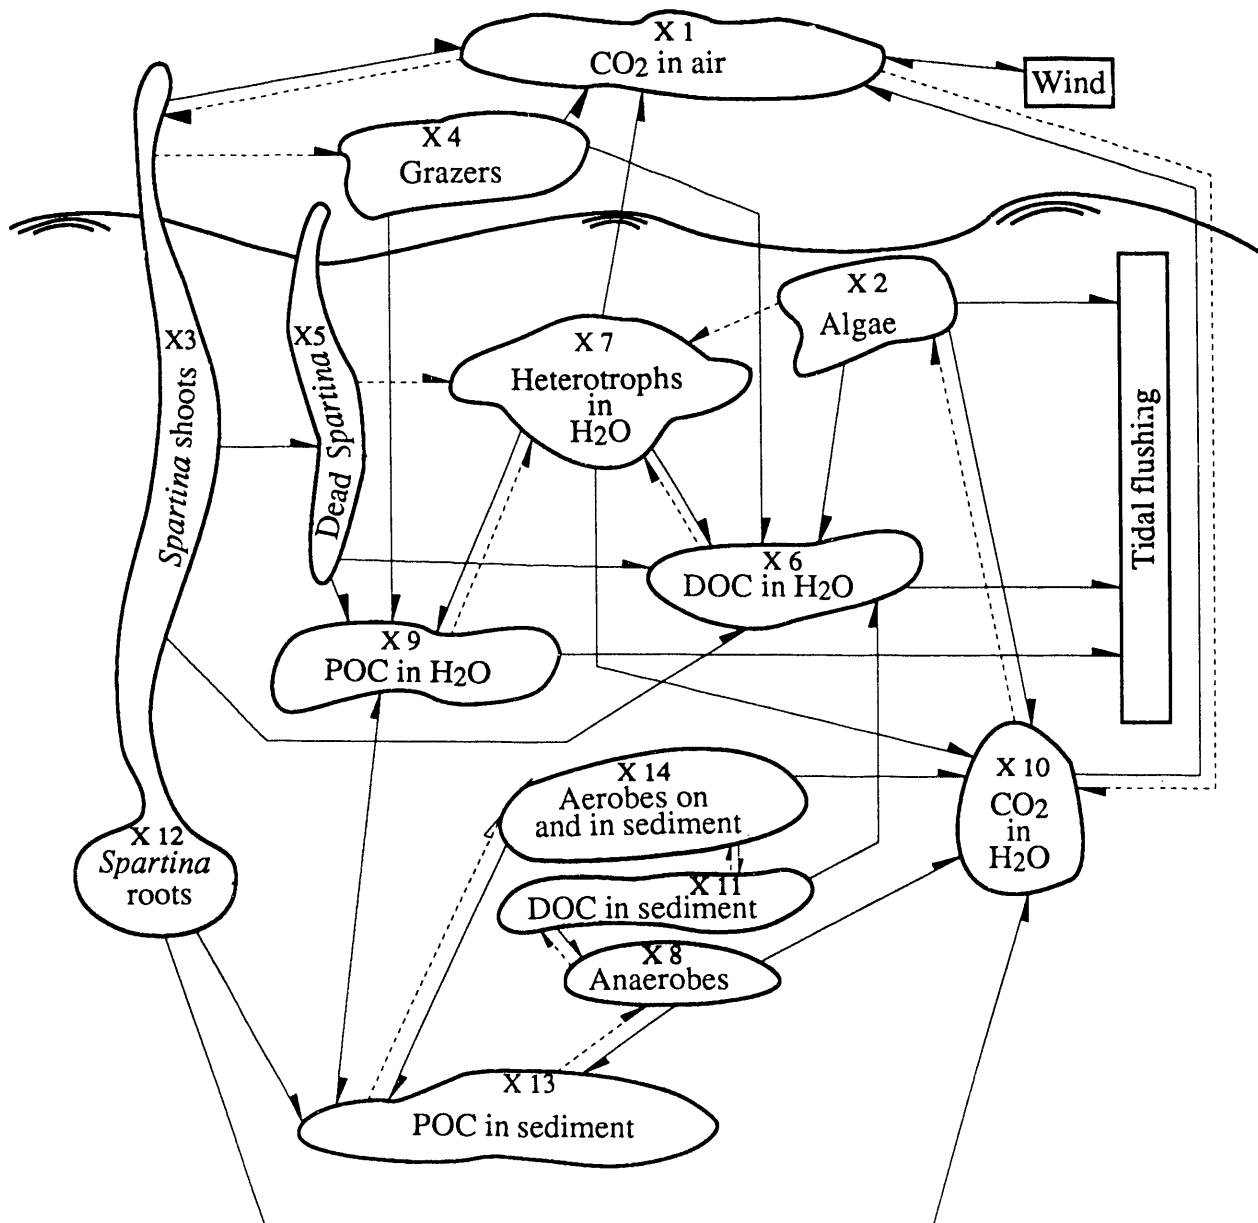 X 1
CO2 in air
Wind
X 4
Grazers
X 2
Algae
X3
Spartina shoots
X5
Dead Spartina
X 7
Heterotrophs
in
H2O
Tidal flushing
X 6
DOC in H2O
X 9
POC in H2O
X 14
Aerobes on
and in sediment
X 10
CO2
in
H2O
X 12
Spartina
roots
X 11
DOC in sediment
X 8
Anaerobes
X 13
POC in sediment